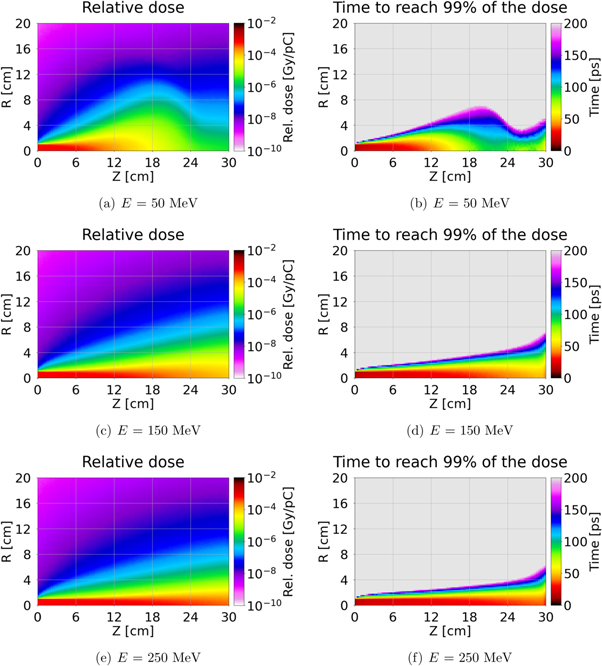 Relative dose
Time to reach 99% of the dose
20
16
12
8
4
0
R [cm]
0 6 12 18 24 30
Z [cm]
10⁻²
10⁻⁴
10⁻⁶
10⁻⁸
10⁻¹⁰
Rel. dose [Gy/pC]
20
16
12
8
4
0
R [cm]
0 6 12 18 24 30
Z [cm]
200
150
100
50
0
Time [ps]
(a) E = 50 MeV
(b) E = 50 MeV
Relative dose
Time to reach 99% of the dose
20
16
12
8
4
0
R [cm]
0 6 12 18 24 30
Z [cm]
10⁻²
10⁻⁴
10⁻⁶
10⁻⁸
10⁻¹⁰
Rel. dose [Gy/pC]
20
16
12
8
4
0
R [cm]
0 6 12 18 24 30
Z [cm]
200
150
100
50
0
Time [ps]
(c) E = 150 MeV
(d) E = 150 MeV
Relative dose
Time to reach 99% of the dose
20
16
12
8
4
0
R [cm]
0 6 12 18 24 30
Z [cm]
10⁻²
10⁻⁴
10⁻⁶
10⁻⁸
10⁻¹⁰
Rel. dose [Gy/pC]
20
16
12
8
4
0
R [cm]
0 6 12 18 24 30
Z [cm]
200
150
100
50
0
Time [ps]
(e) E = 250 MeV
(f) E = 250 MeV